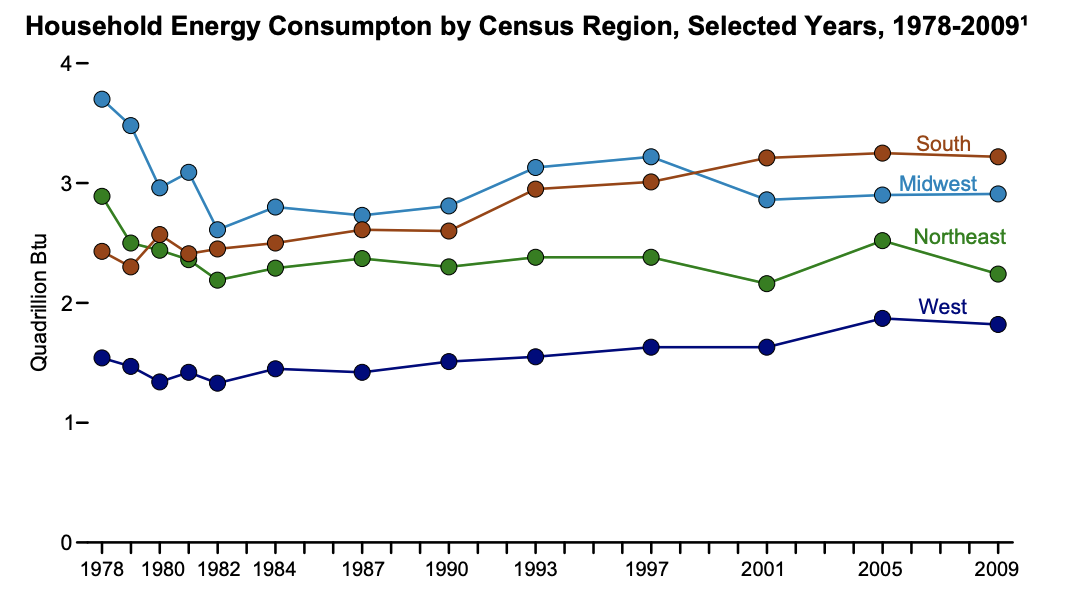 Household Energy Consumpton by Census Region, Selected Years, 1978-2009¹
4
3
2
1
0
Quadrillion Btu
South
Midwest
Northeast
West
1978 1980 1982 1984 1987 1990 1993 1997 2001 2005 2009